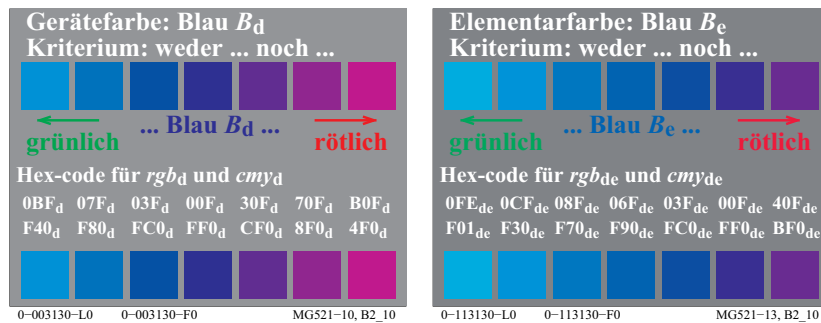 Gerätefarbe: Blau Bd
Kriterium: weder ... noch ...
... Blau Bd ...
grünlich rötlich
Hex-code für rgbd und cmyd
0BFd 07Fd 03Fd 00Fd 30Fd 70Fd B0Fd
F40d F80d FC0d FF0d CF0d 8F0d 4F0d
0-003130-L0 0-003130-F0 MG521-10, B2_10
Elementarfarbe: Blau Be
Kriterium: weder ... noch ...
... Blau Be ...
grünlich rötlich
Hex-code für rgbde und cmyde
0FEde 0CFde 08Fde 06Fde 03Fde 00Fde 40Fde
F01de F30de F70de F90de FC0de FF0de BF0de
0-113130-L0 0-113130-F0 MG521-13, B2_10